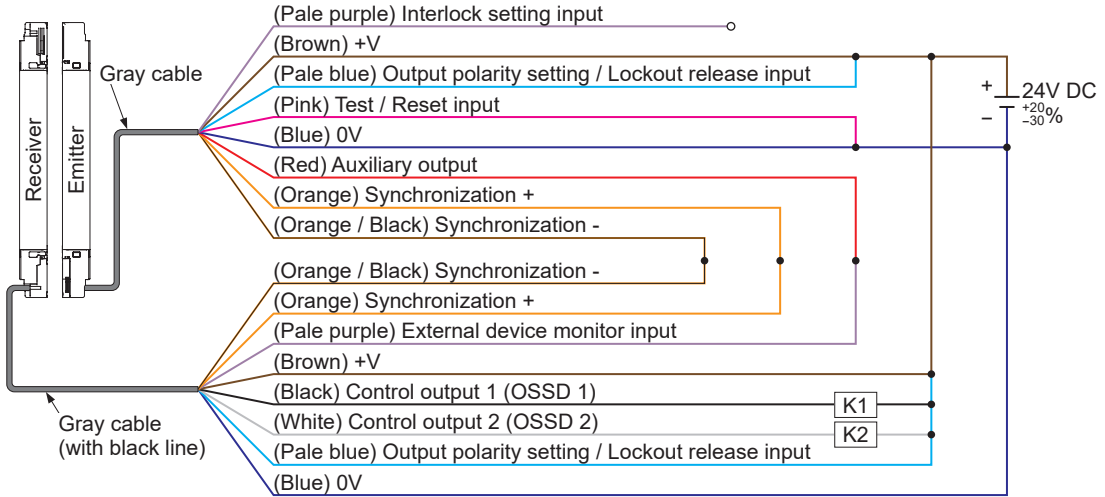 (Pale purple) Interlock setting input
(Brown) +V
(Pale blue) Output polarity setting / Lockout release input
(Pink) Test / Reset input
(Blue) 0V
(Red) Auxiliary output
(Orange) Synchronization +
(Orange / Black) Synchronization -
(Orange / Black) Synchronization -
(Orange) Synchronization +
(Pale purple) External device monitor input
(Brown) +V
(Black) Control output 1 (OSSD 1)
(White) Control output 2 (OSSD 2)
(Pale blue) Output polarity setting / Lockout release input
(Blue) 0V
Gray cable
Receiver
Emitter
Gray cable
(with black line)
K1
K2
+
−
24V DC
+20
−30%